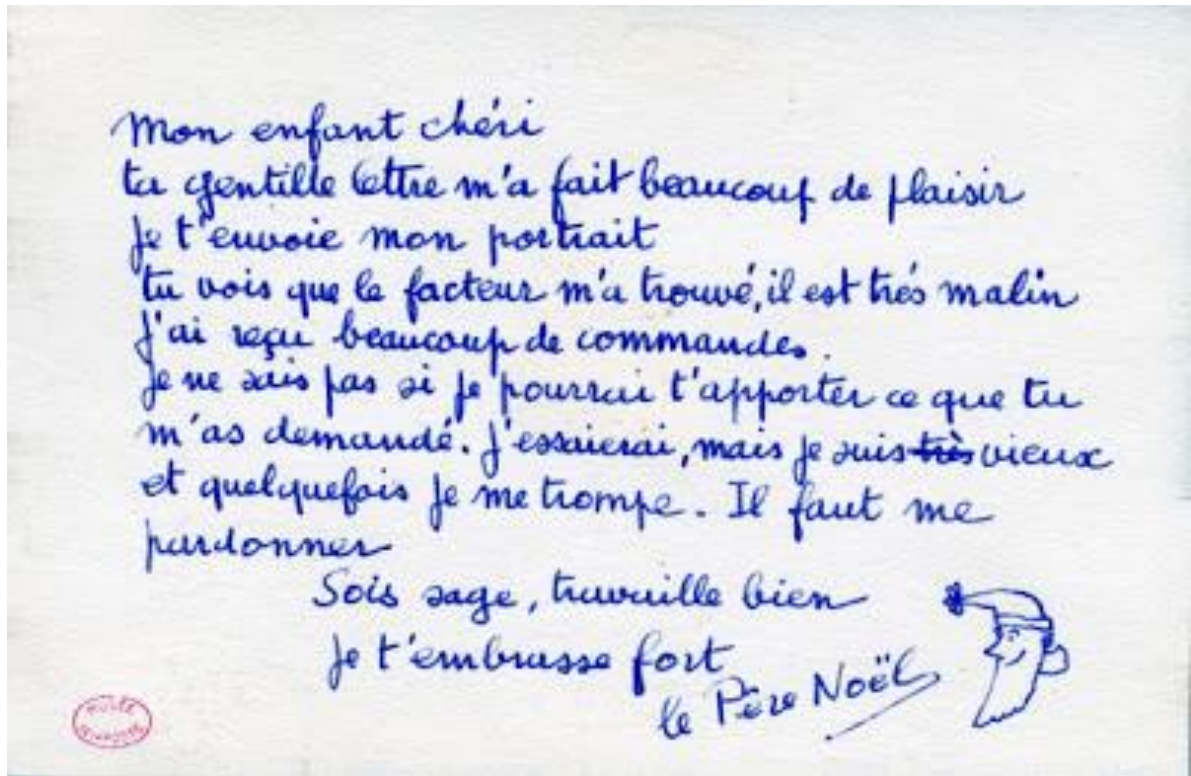 Mon enfant chéri
ta gentille lettre m'a fait beaucoup de plaisir
Je t'envoie mon portrait
tu vois que le facteur m'a trouvé, il est trés malin
J'ai reçu beaucoup de commandes.
Je ne sais pas si je pourrai t'apporter ce que tu
m'as demandé. J'essaierai, mais je suis très vieux
et quelquefois je me trompe. Il faut me
pardonner
Sois sage, travaille bien
Je t'embrasse fort
le Père Noël
MUSÉE